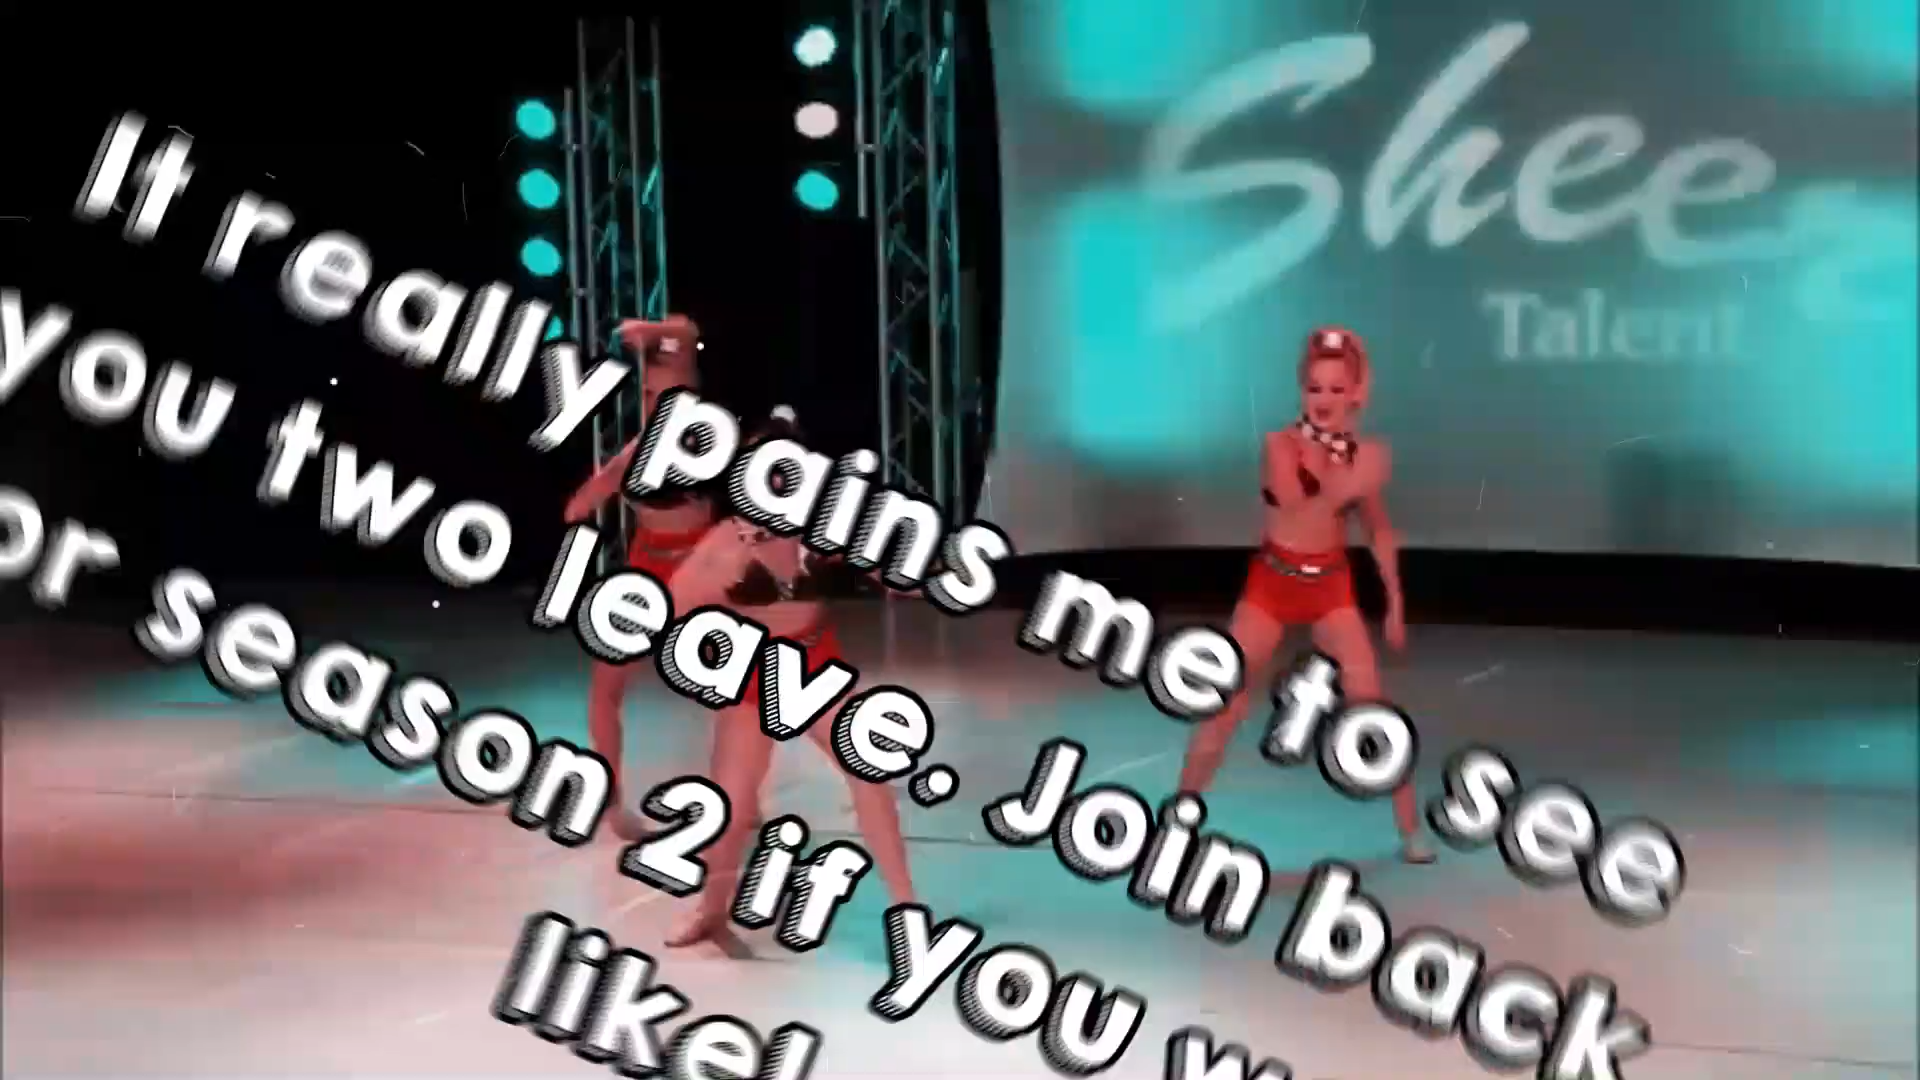 Shee
Talent
It really pains me to see
you two leave. Join back
or season 2 if you w
like!